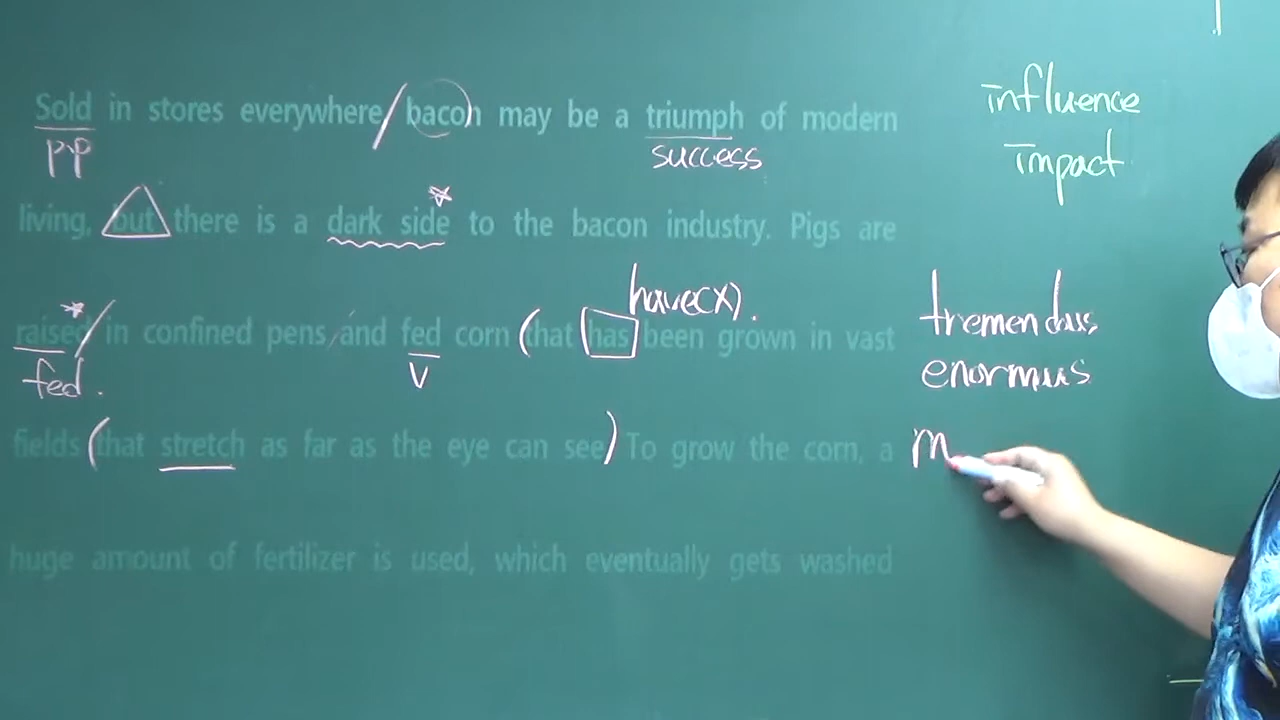 Sold in stores everywhere/ bacon may be a triumph of modern
pp
success
living, but there is a dark side to the bacon industry. Pigs are
have(X).
raised/ in confined pens/and fed corn (that has been grown in vast
fed.
V
fields (that stretch as far as the eye can see) To grow the corn, a
huge amount of fertilizer is used, which eventually gets washed
influence
impact
tremendous
enormous
m